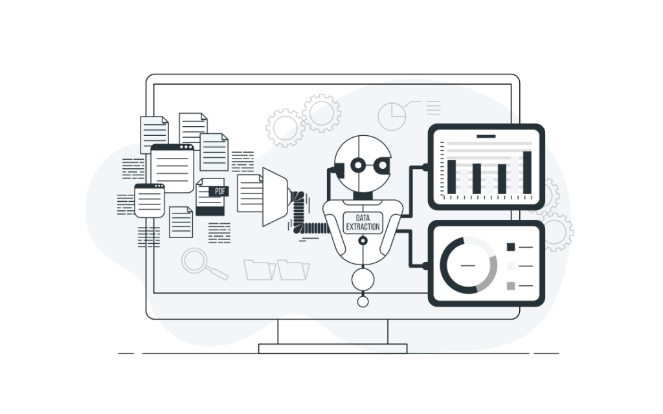 PDF
DATA
EXTRACTION